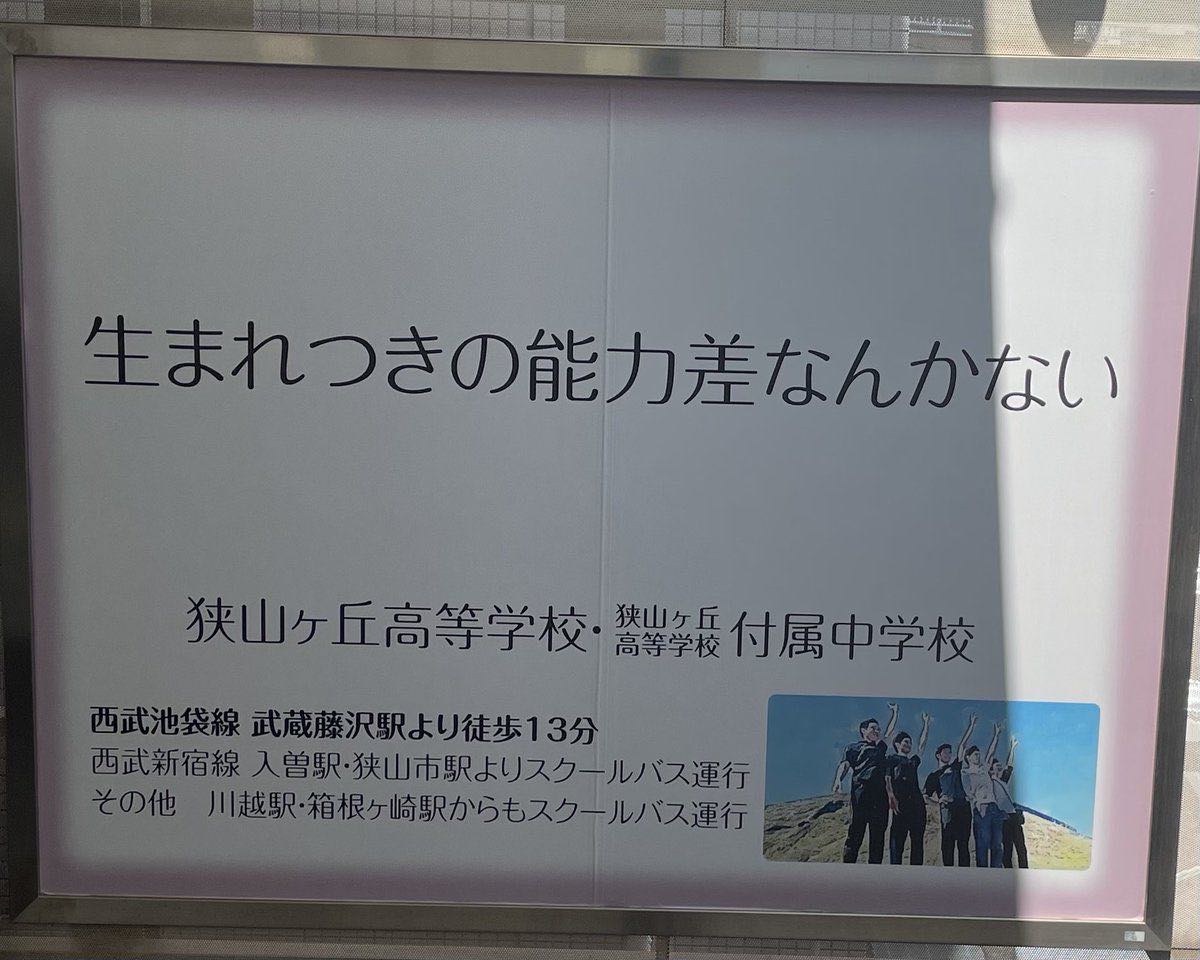 生まれつきの能力差なんかない
狭山ヶ丘高等学校・狭山ヶ丘高等学校付属中学校
西武池袋線 武蔵藤沢駅より徒歩13分
西武新宿線 入曽駅・狭山市駅よりスクールバス運行
その他　川越駅・箱根ヶ崎駅からもスクールバス運行